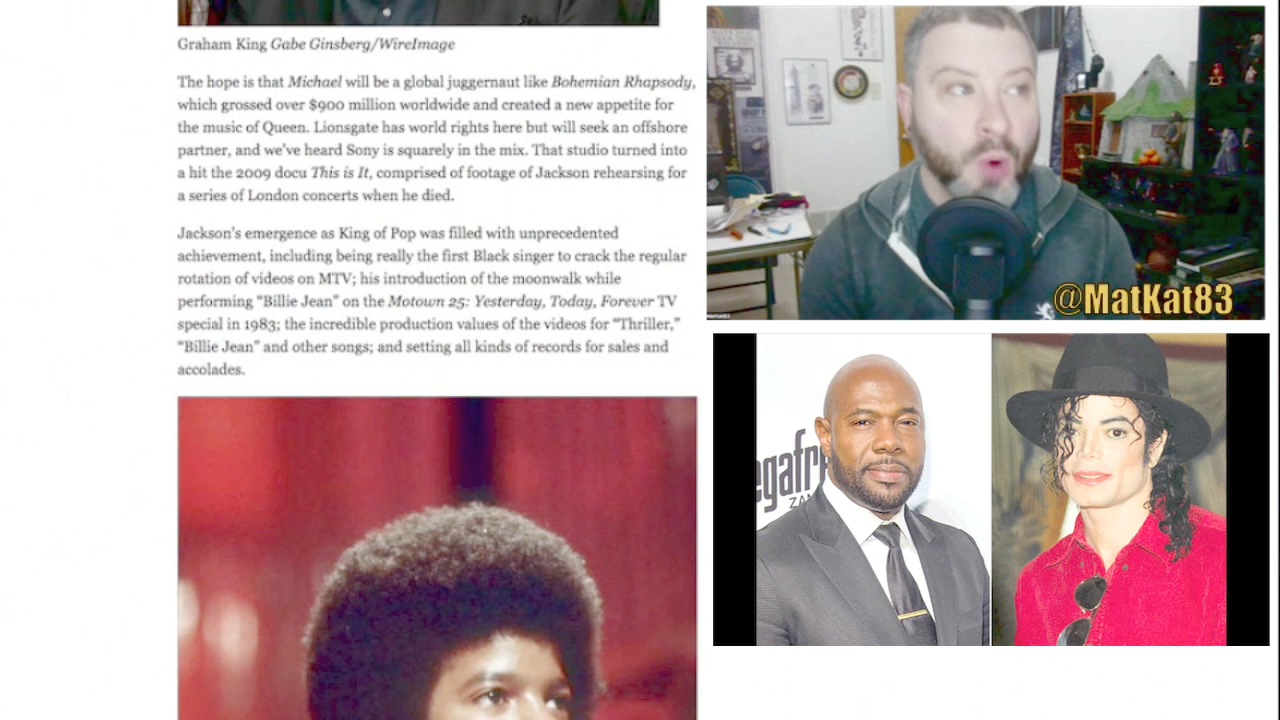 Graham King Gabe Ginsberg/WireImage
The hope is that Michael will be a global juggernaut like Bohemian Rhapsody,
which grossed over $900 million worldwide and created a new appetite for
the music of Queen. Lionsgate has world rights here but will seek an offshore
partner, and we've heard Sony is squarely in the mix. That studio turned into
a hit the 2009 docu This is It, comprised of footage of Jackson rehearsing for
a series of London concerts when he died.
Jackson's emergence as King of Pop was filled with unprecedented
achievement, including being really the first Black singer to crack the regular
rotation of videos on MTV; his introduction of the moonwalk while
performing “Billie Jean” on the Motown 25: Yesterday, Today, Forever TV
special in 1983; the incredible production values of the videos for “Thriller,”
“Billie Jean” and other songs; and setting all kinds of records for sales and
accolades.
@MatKat83
egafr
ZAN